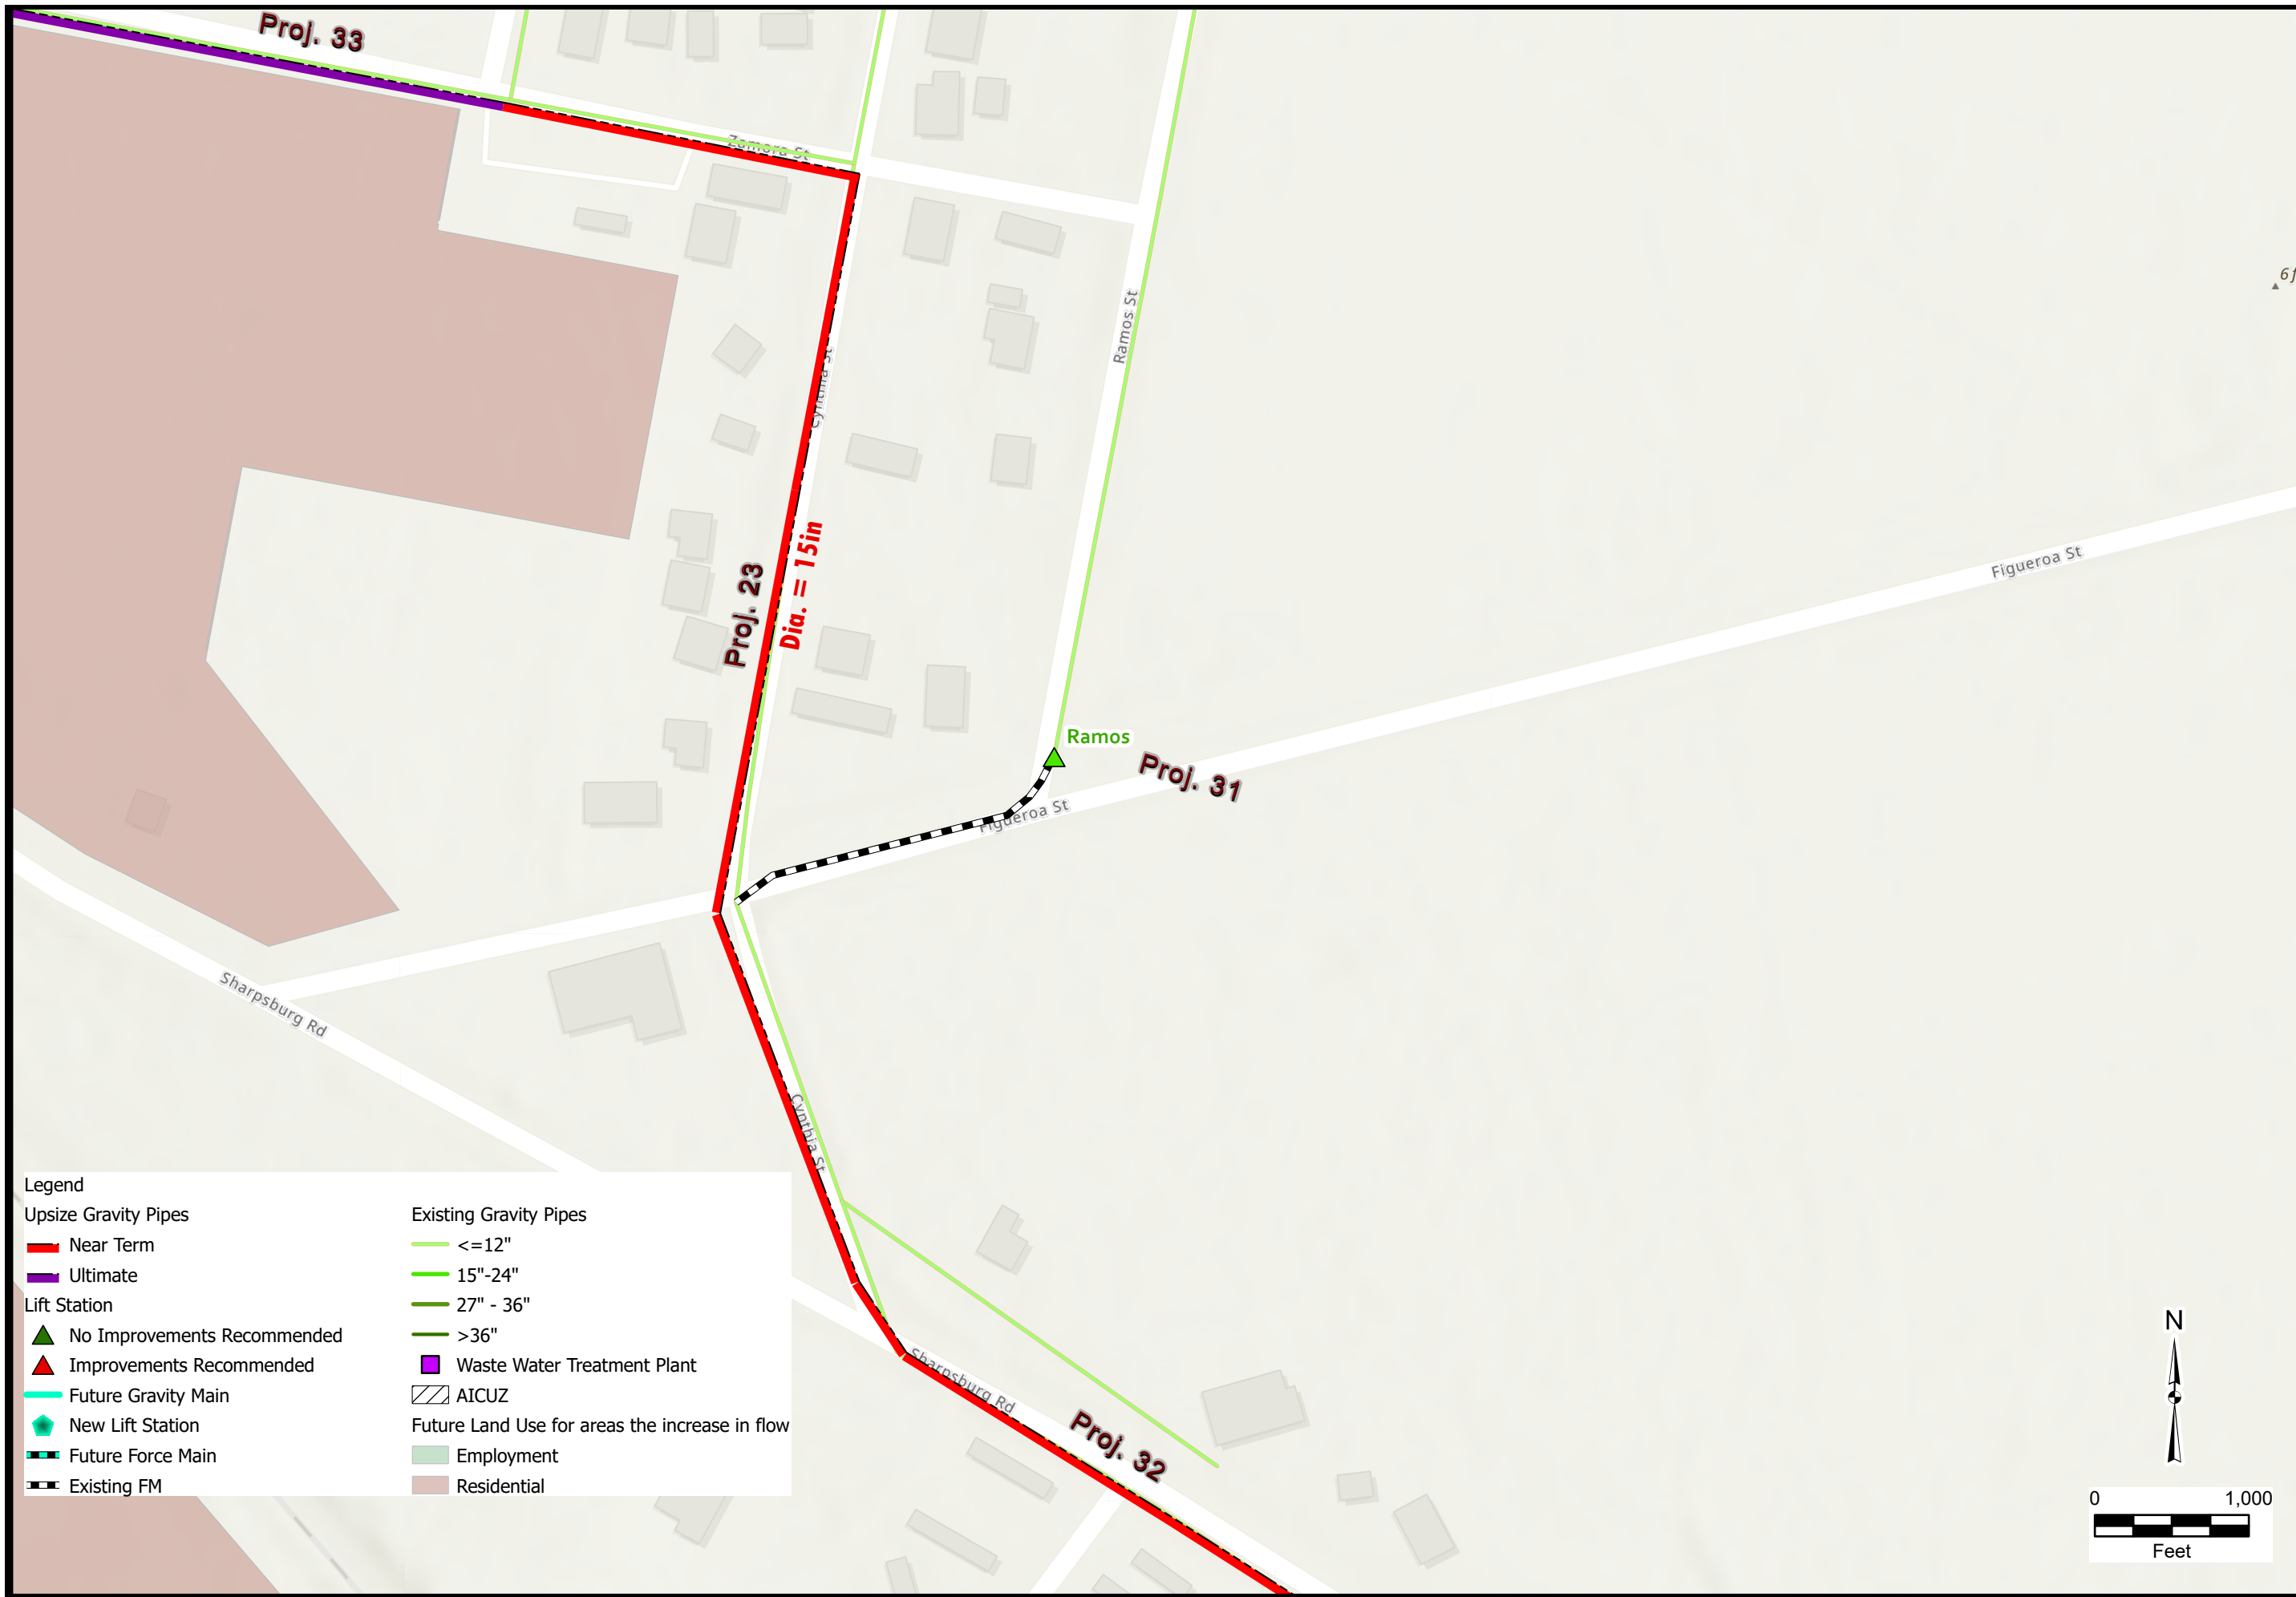 Proj. 33
Zamora St
6f
Ramos St
Cynthia St
Dia. = 15in
Proj. 23
Figueroa St
Ramos
Proj. 31
Figueroa St
Sharpsburg Rd
Cynthia St
Sharpsburg Rd
Proj. 32
Legend
Upsize Gravity Pipes
Near Term
Ultimate
Lift Station
No Improvements Recommended
Improvements Recommended
Future Gravity Main
New Lift Station
Future Force Main
Existing FM
Existing Gravity Pipes
<=12"
15"-24"
27" - 36"
>36"
Waste Water Treatment Plant
AICUZ
Future Land Use for areas the increase in flow
Employment
Residential
N
0 1,000
Feet